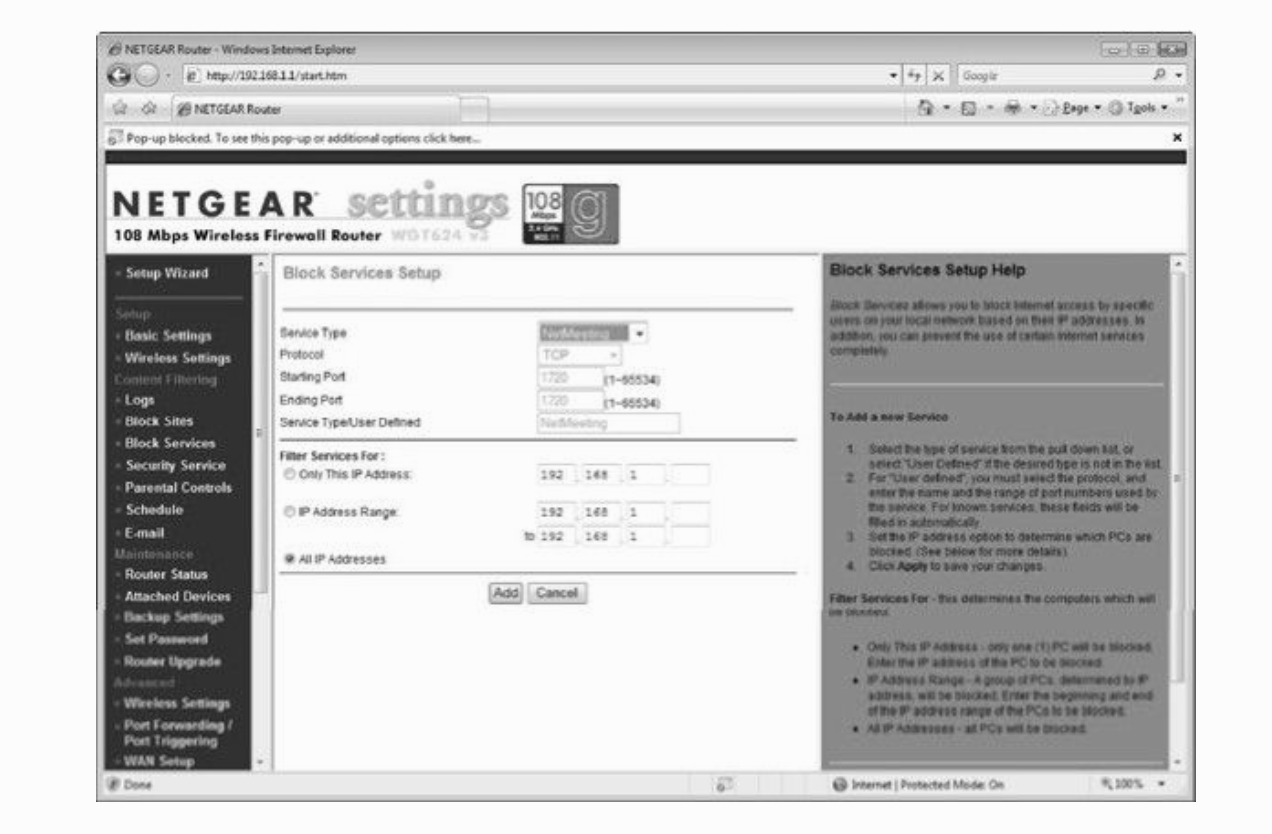 NETGEAR Router - Windows Internet Explorer
http://192.168.1.1/start.htm
Google
NETGEAR Router
Page
Tools
Pop-up blocked. To see this pop-up or additional options click here...
NETGEAR settings
108 Mbps 2.4 GHz 802.11 g
108 Mbps Wireless Firewall Router WGT624 v3
Setup Wizard
Setup
Basic Settings
Wireless Settings
Content Filtering
Logs
Block Sites
Block Services
Security Service
Parental Controls
Schedule
E-mail
Maintenance
Router Status
Attached Devices
Backup Settings
Set Password
Router Upgrade
Advanced
Wireless Settings
Port Forwarding /
Port Triggering
WAN Setup
Block Services Setup
Service Type NetMeeting
Protocol TCP
Starting Port 1720 (1~65534)
Ending Port 1720 (1~65534)
Service Type/User Defined NetMeeting
Filter Services For :
Only This IP Address: 192 . 168 . 1 .
IP Address Range: 192 . 168 . 1 .
to 192 . 168 . 1 .
All IP Addresses
Add Cancel
Block Services Setup Help
Block Services allows you to block Internet access by specific
users on your local network based on their IP addresses. In
addition, you can prevent the use of certain Internet services
completely.
To Add a new Service
1. Select the type of service from the pull down list, or
select "User Defined" if the desired type is not in the list.
2. For "User defined", you must select the protocol, and
enter the name and the range of port numbers used by
the service. For known services, these fields will be
filled in automatically.
3. Set the IP address option to determine which PCs are
blocked. (See below for more details)
4. Click Apply to save your changes.
Filter Services For - this determines the computers which will
be blocked.
Only This IP Address - only one (1) PC will be blocked.
Enter the IP address of the PC to be blocked.
IP Address Range - A group of PCs, determined by IP
address, will be blocked. Enter the beginning and end
of the IP address range of the PCs to be blocked.
All IP Addresses - all PCs will be blocked.
Done
Internet | Protected Mode: On
100%